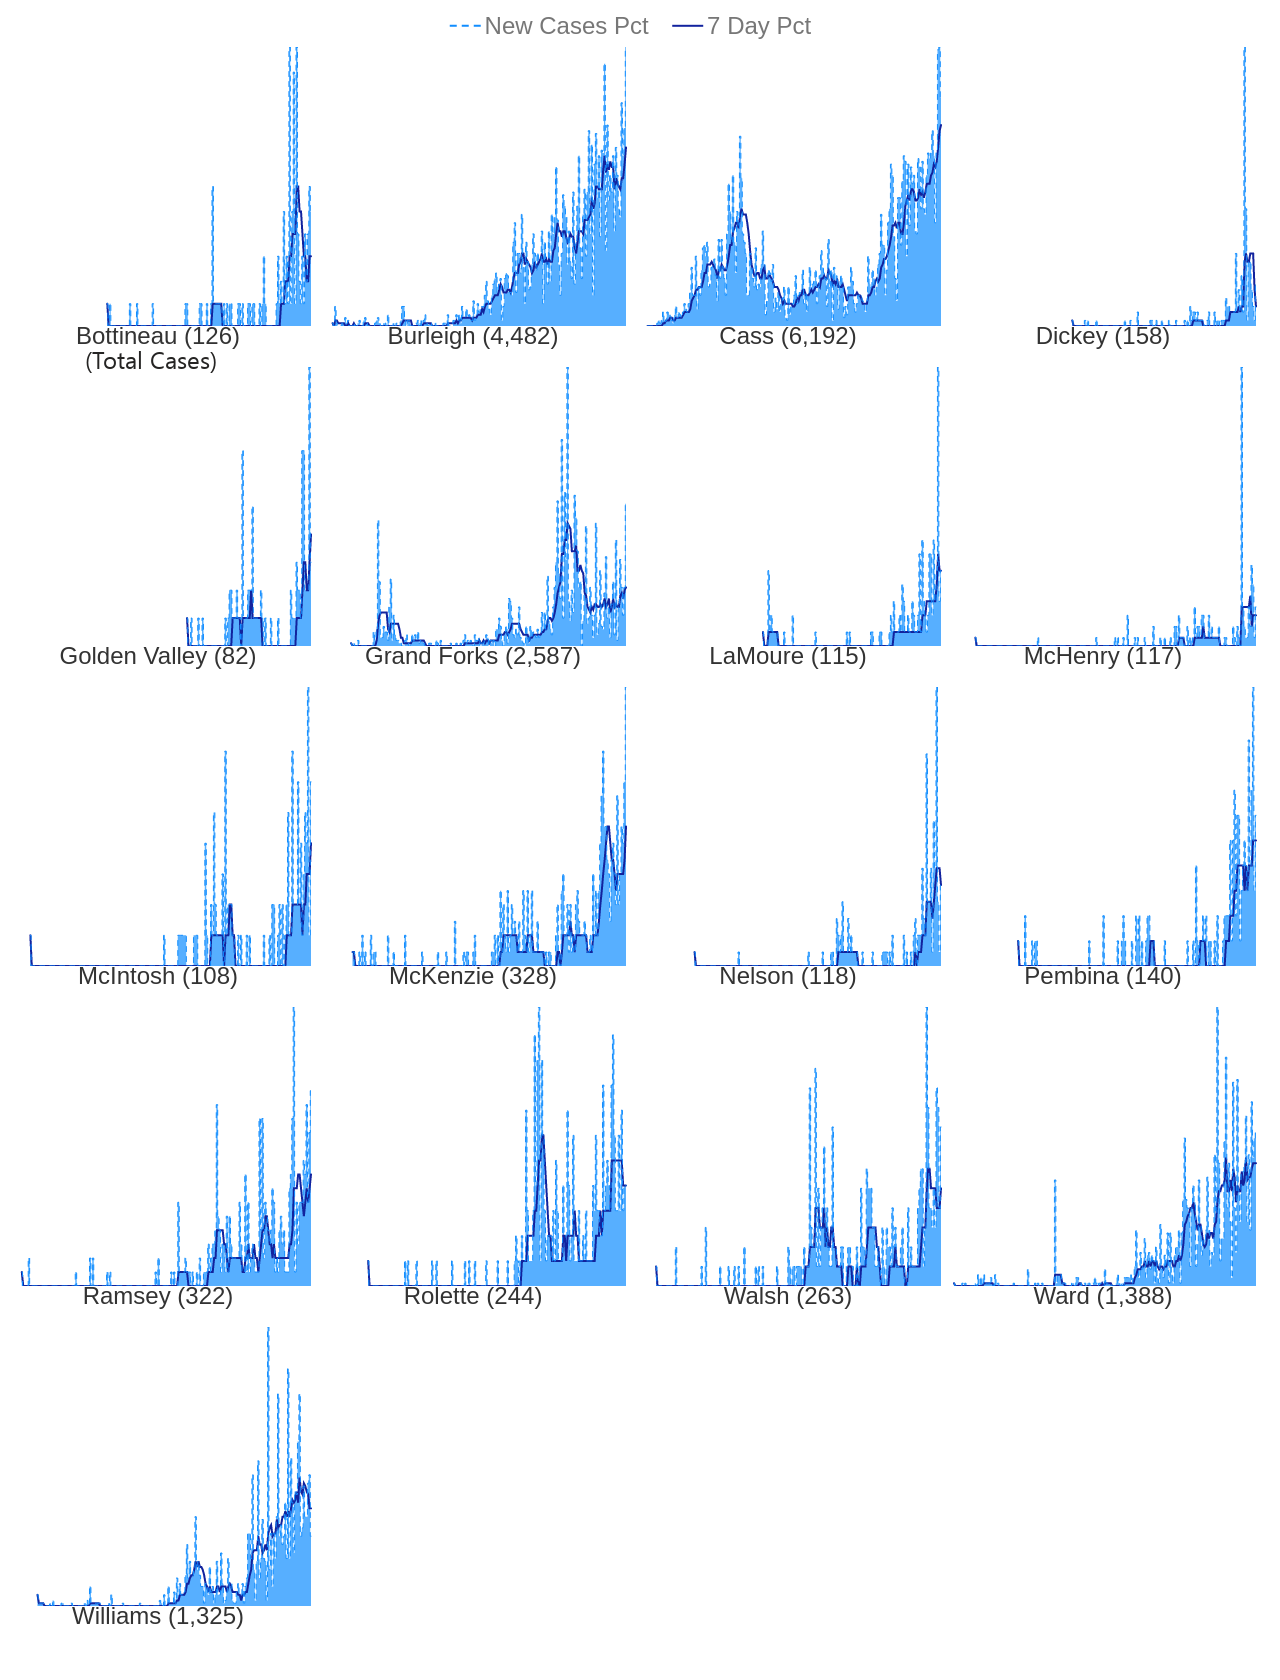 New Cases Pct 7 Day Pct
Bottineau (126) Burleigh (4,482) Cass (6,192) Dickey (158)
(Total Cases)
Golden Valley (82) Grand Forks (2,587) LaMoure (115) McHenry (117)
McIntosh (108) McKenzie (328) Nelson (118) Pembina (140)
Ramsey (322) Rolette (244) Walsh (263) Ward (1,388)
Williams (1,325)